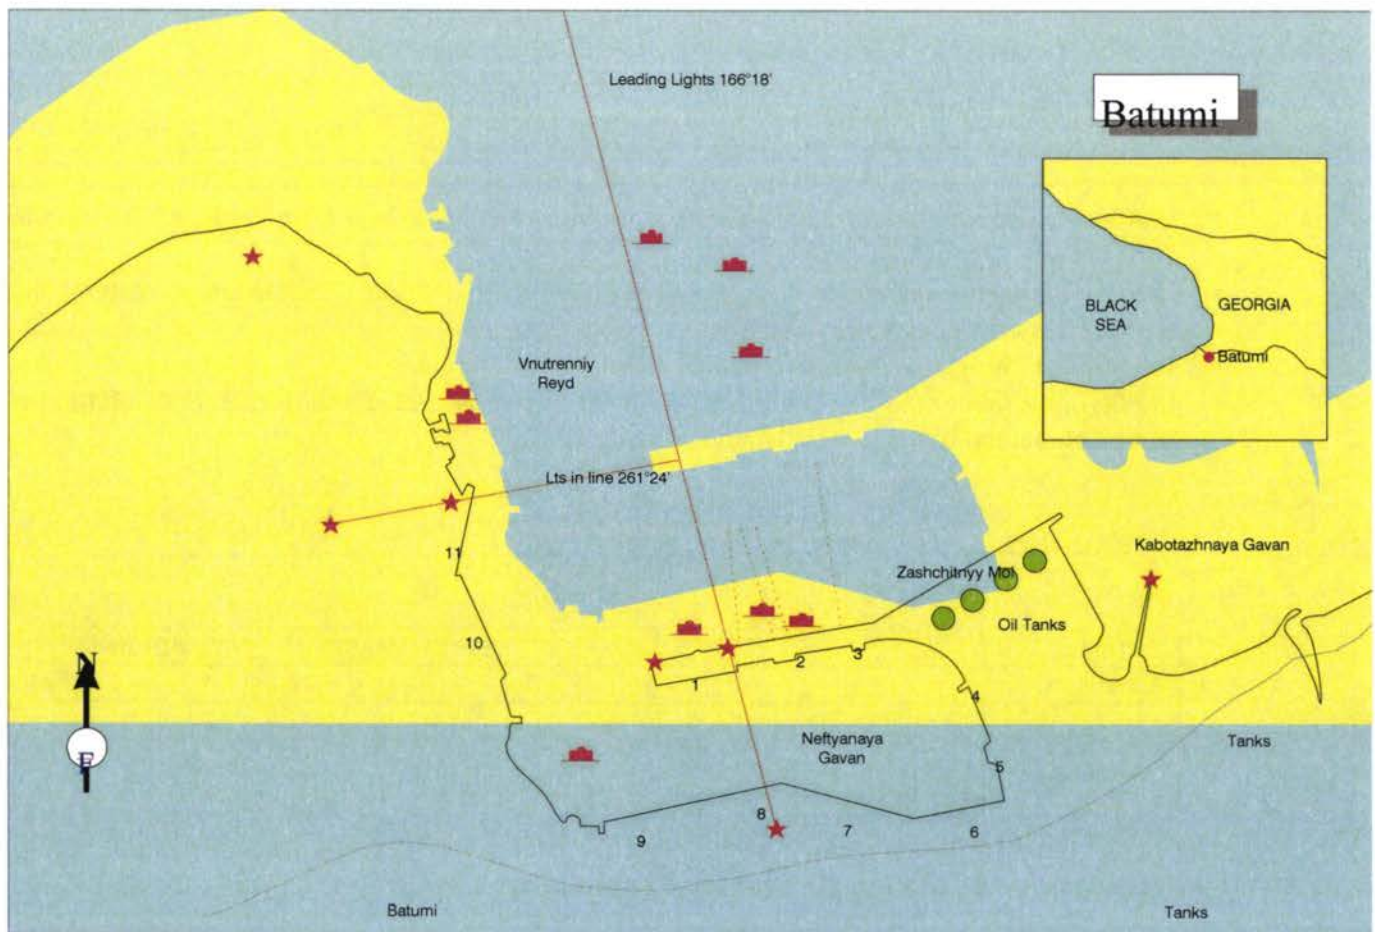 Leading Lights 166°18'
Batumi
BLACK
SEA
GEORGIA
Batumi
Vnutrenniy
Reyd
Lts in line 261°24'
Kabotazhnaya Gavan
Zashchitnyy Mol
Oil Tanks
11
10
1
2
3
4
5
6
7
8
9
N
F
Neftyanaya
Gavan
Tanks
Batumi
Tanks